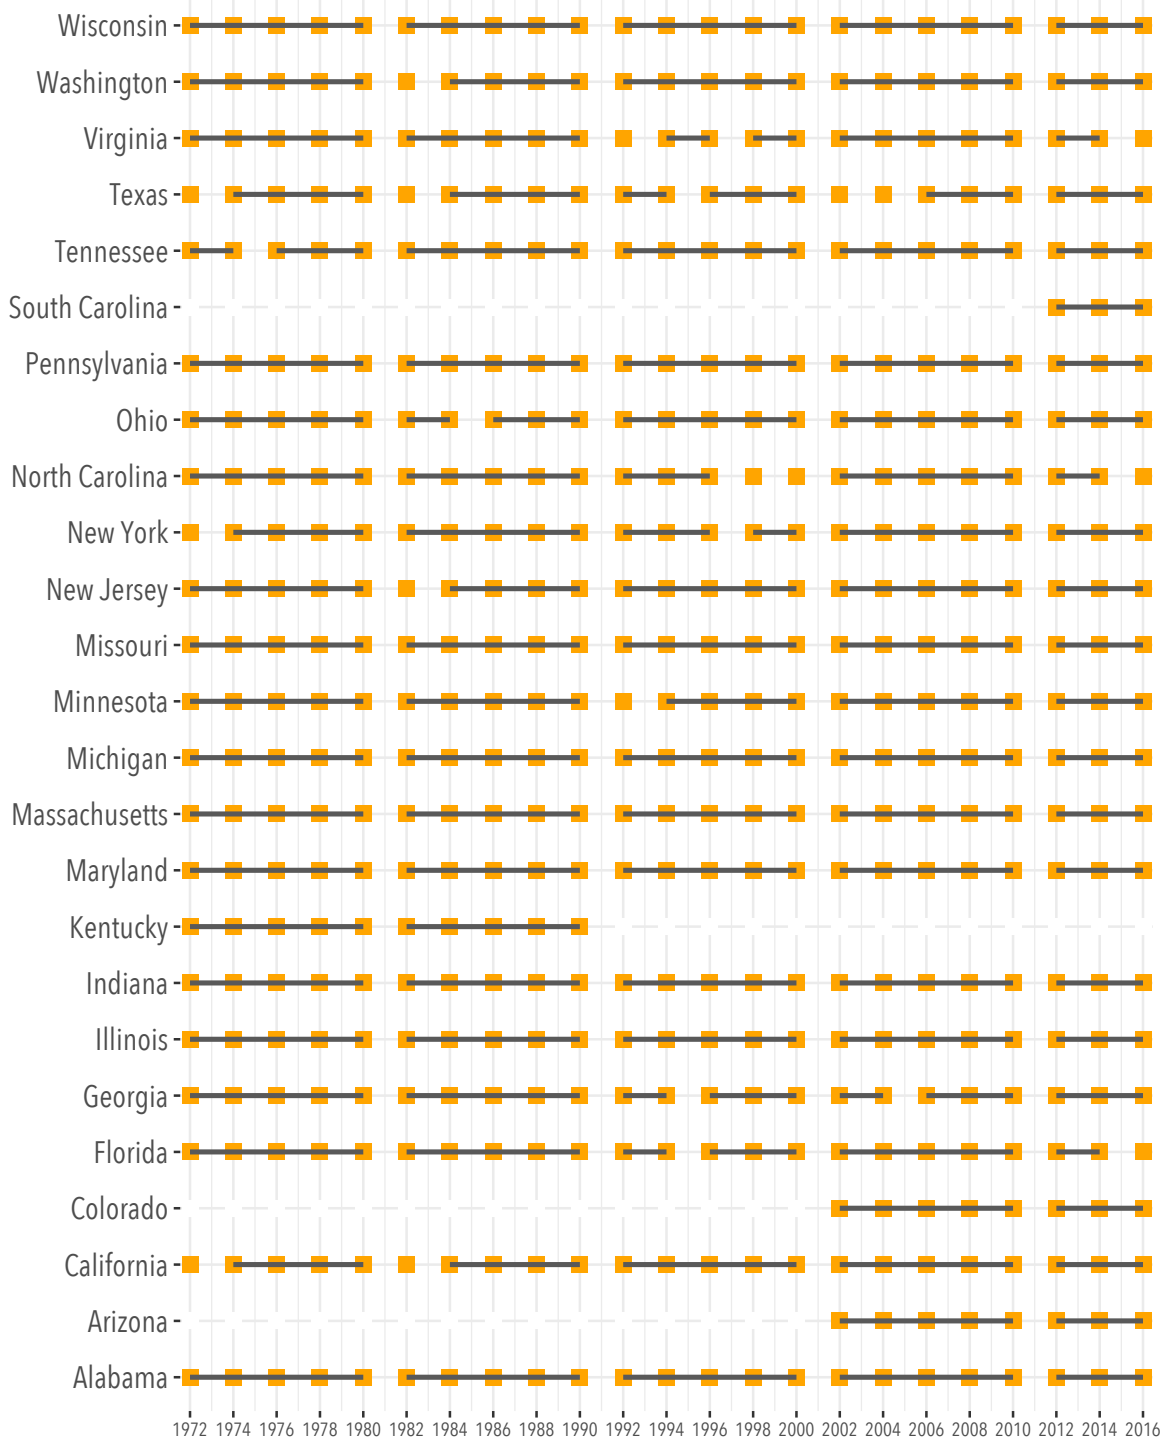 Wisconsin
Washington
Virginia
Texas
Tennessee
South Carolina
Pennsylvania
Ohio
North Carolina
New York
New Jersey
Missouri
Minnesota
Michigan
Massachusetts
Maryland
Kentucky
Indiana
Illinois
Georgia
Florida
Colorado
California
Arizona
Alabama
1972 1974 1976 1978 1980 1982 1984 1986 1988 1990 1992 1994 1996 1998 2000 2002 2004 2006 2008 2010 2012 2014 2016